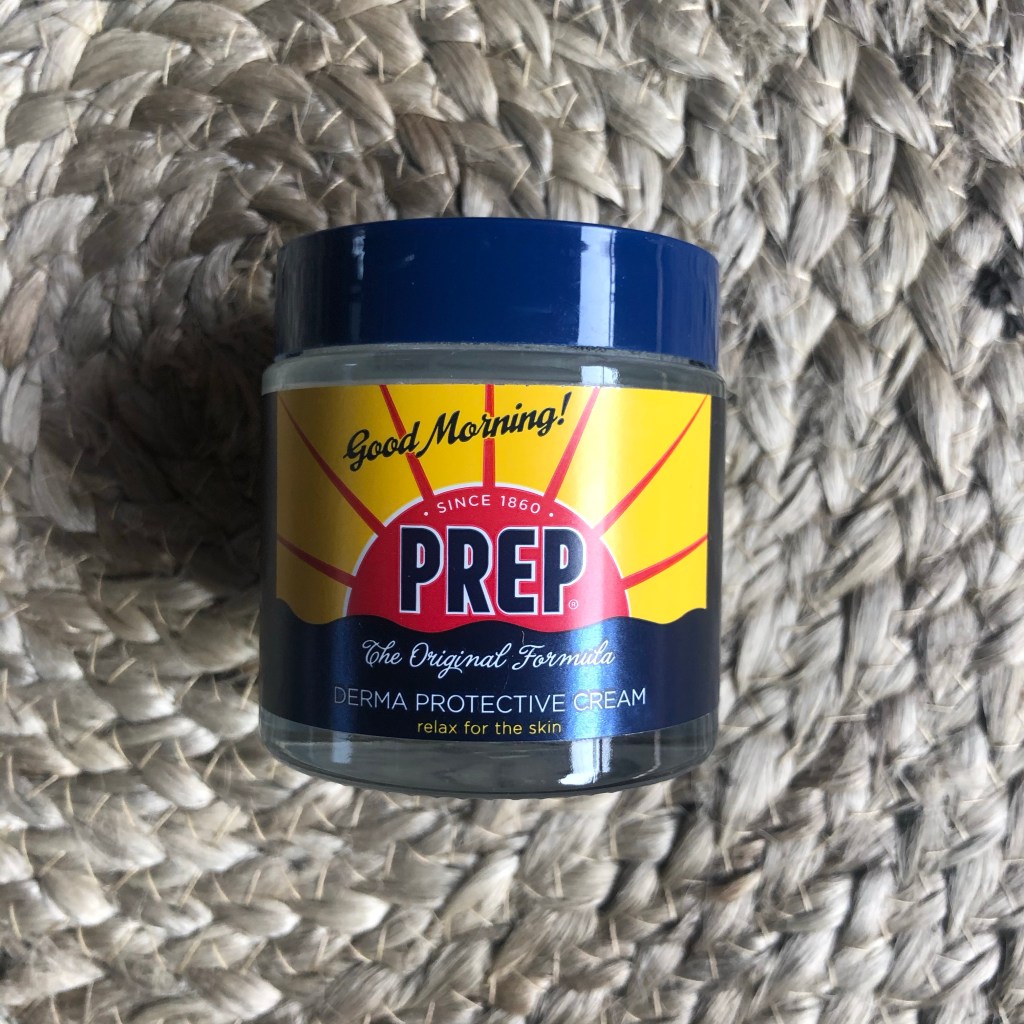 Good Morning!
• SINCE 1860 •
PREP®
The Original Formula
DERMA PROTECTIVE CREAM
relax for the skin